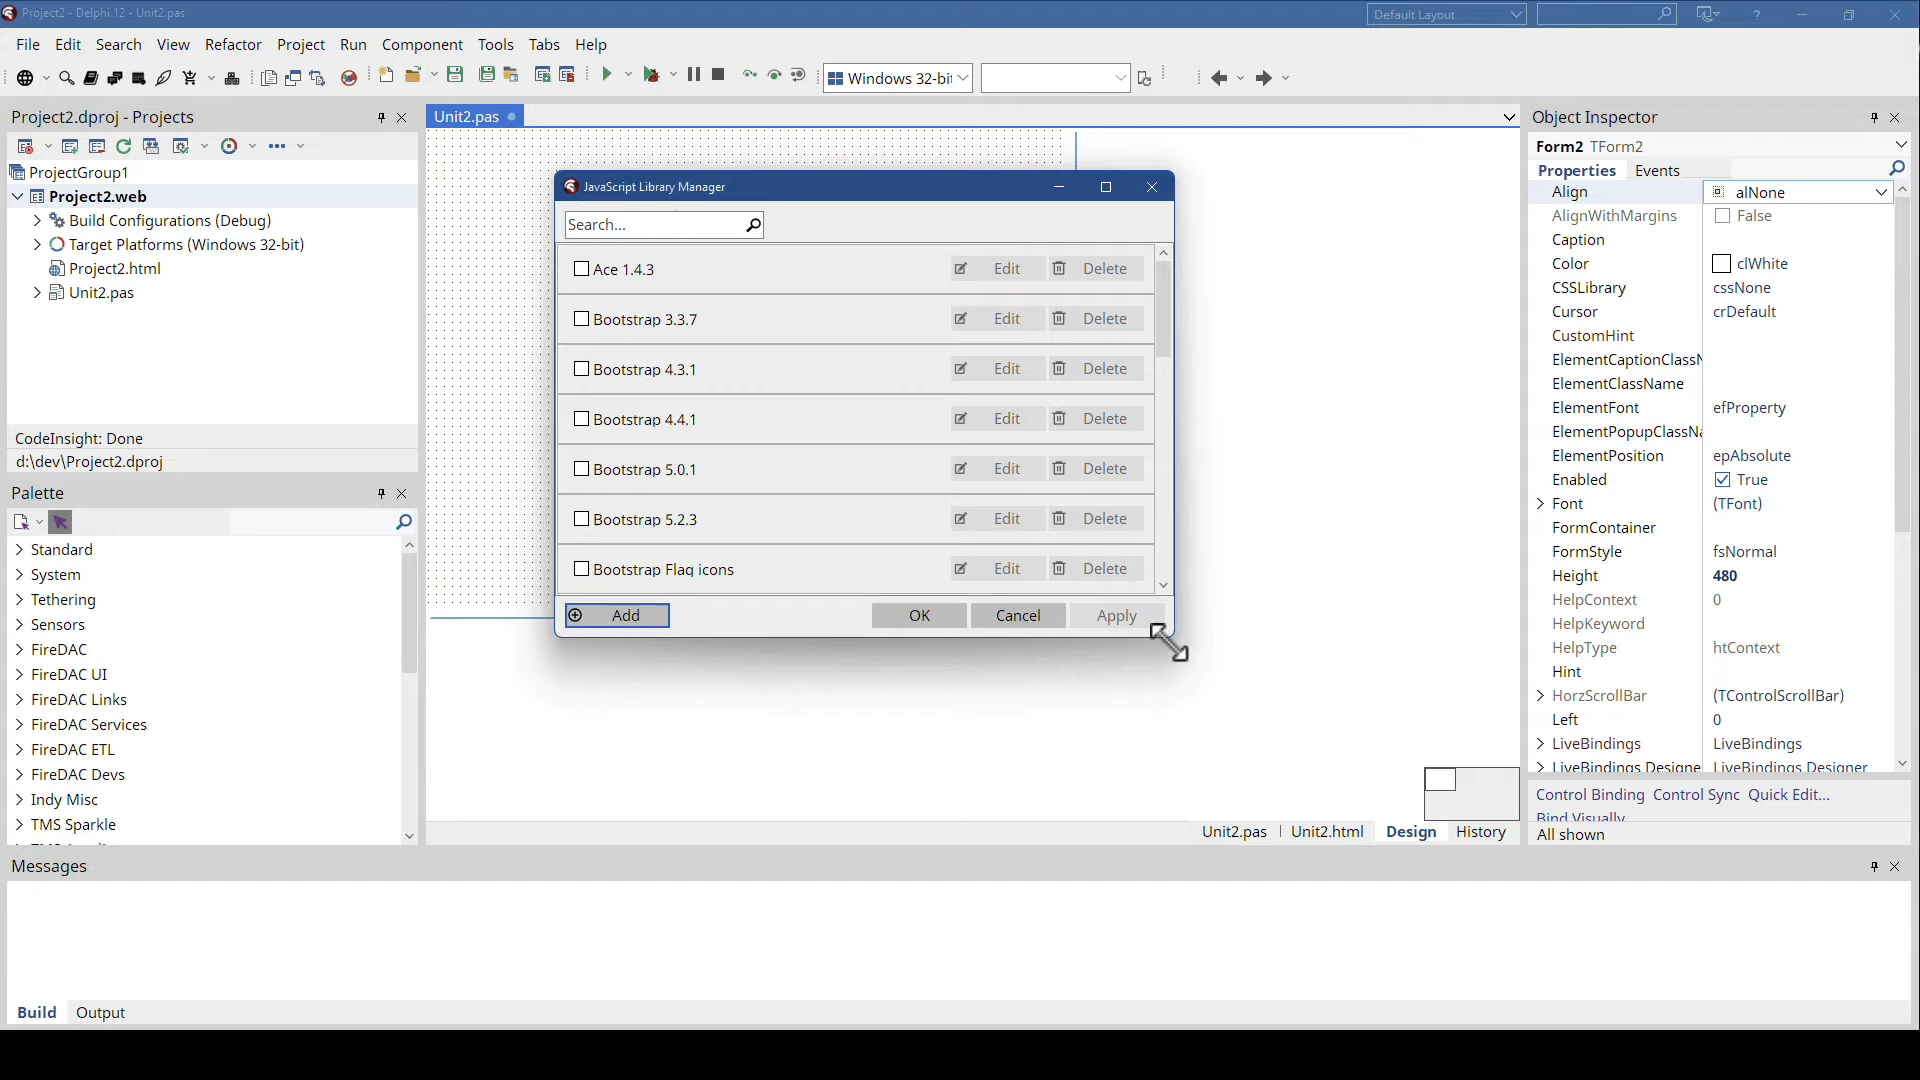 Project2 - Delphi 12 - Unit2.pas
Default Layout
?
File Edit Search View Refactor Project Run Component Tools Tabs Help
Windows 32-bit
Project2.dproj - Projects
ProjectGroup1
Project2.web
Build Configurations (Debug)
Target Platforms (Windows 32-bit)
Project2.html
Unit2.pas
CodeInsight: Done
d:\dev\Project2.dproj
Palette
Standard
System
Tethering
Sensors
FireDAC
FireDAC UI
FireDAC Links
FireDAC Services
FireDAC ETL
FireDAC Devs
Indy Misc
TMS Sparkle
Unit2.pas
JavaScript Library Manager
Search...
Ace 1.4.3 Edit Delete
Bootstrap 3.3.7 Edit Delete
Bootstrap 4.3.1 Edit Delete
Bootstrap 4.4.1 Edit Delete
Bootstrap 5.0.1 Edit Delete
Bootstrap 5.2.3 Edit Delete
Bootstrap Flag icons Edit Delete
Add OK Cancel Apply
Unit2.pas Unit2.html Design History
Object Inspector
Form2 TForm2
Properties Events
Align alNone
AlignWithMargins False
Caption
Color clWhite
CSSLibrary cssNone
Cursor crDefault
CustomHint
ElementCaptionClassN
ElementClassName
ElementFont efProperty
ElementPopupClassNa
ElementPosition epAbsolute
Enabled True
Font (TFont)
FormContainer
FormStyle fsNormal
Height 480
HelpContext 0
HelpKeyword
HelpType htContext
Hint
HorzScrollBar (TControlScrollBar)
Left 0
LiveBindings LiveBindings
LiveBindings Designe LiveBindings Designer
Control Binding Control Sync Quick Edit...
Bind Visually
All shown
Messages
Build Output